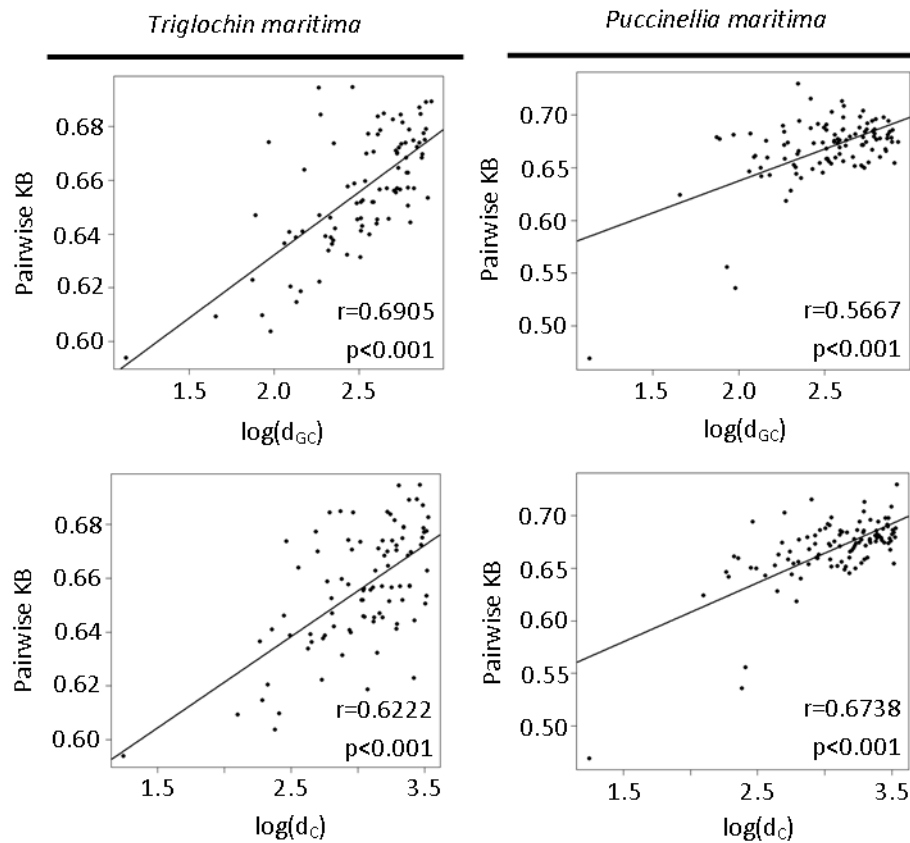 Triglochin maritima
Puccinellia maritima
Pairwise KB
0.68
0.66
0.64
0.62
0.60
r=0.6905
p<0.001
1.5 2.0 2.5
log(dGC)
Pairwise KB
0.70
0.65
0.60
0.55
0.50
r=0.5667
p<0.001
1.5 2.0 2.5
log(dGC)
Pairwise KB
0.68
0.66
0.64
0.62
0.60
r=0.6222
p<0.001
1.5 2.5 3.5
log(dC)
Pairwise KB
0.70
0.65
0.60
0.55
0.50
r=0.6738
p<0.001
1.5 2.5 3.5
log(dC)